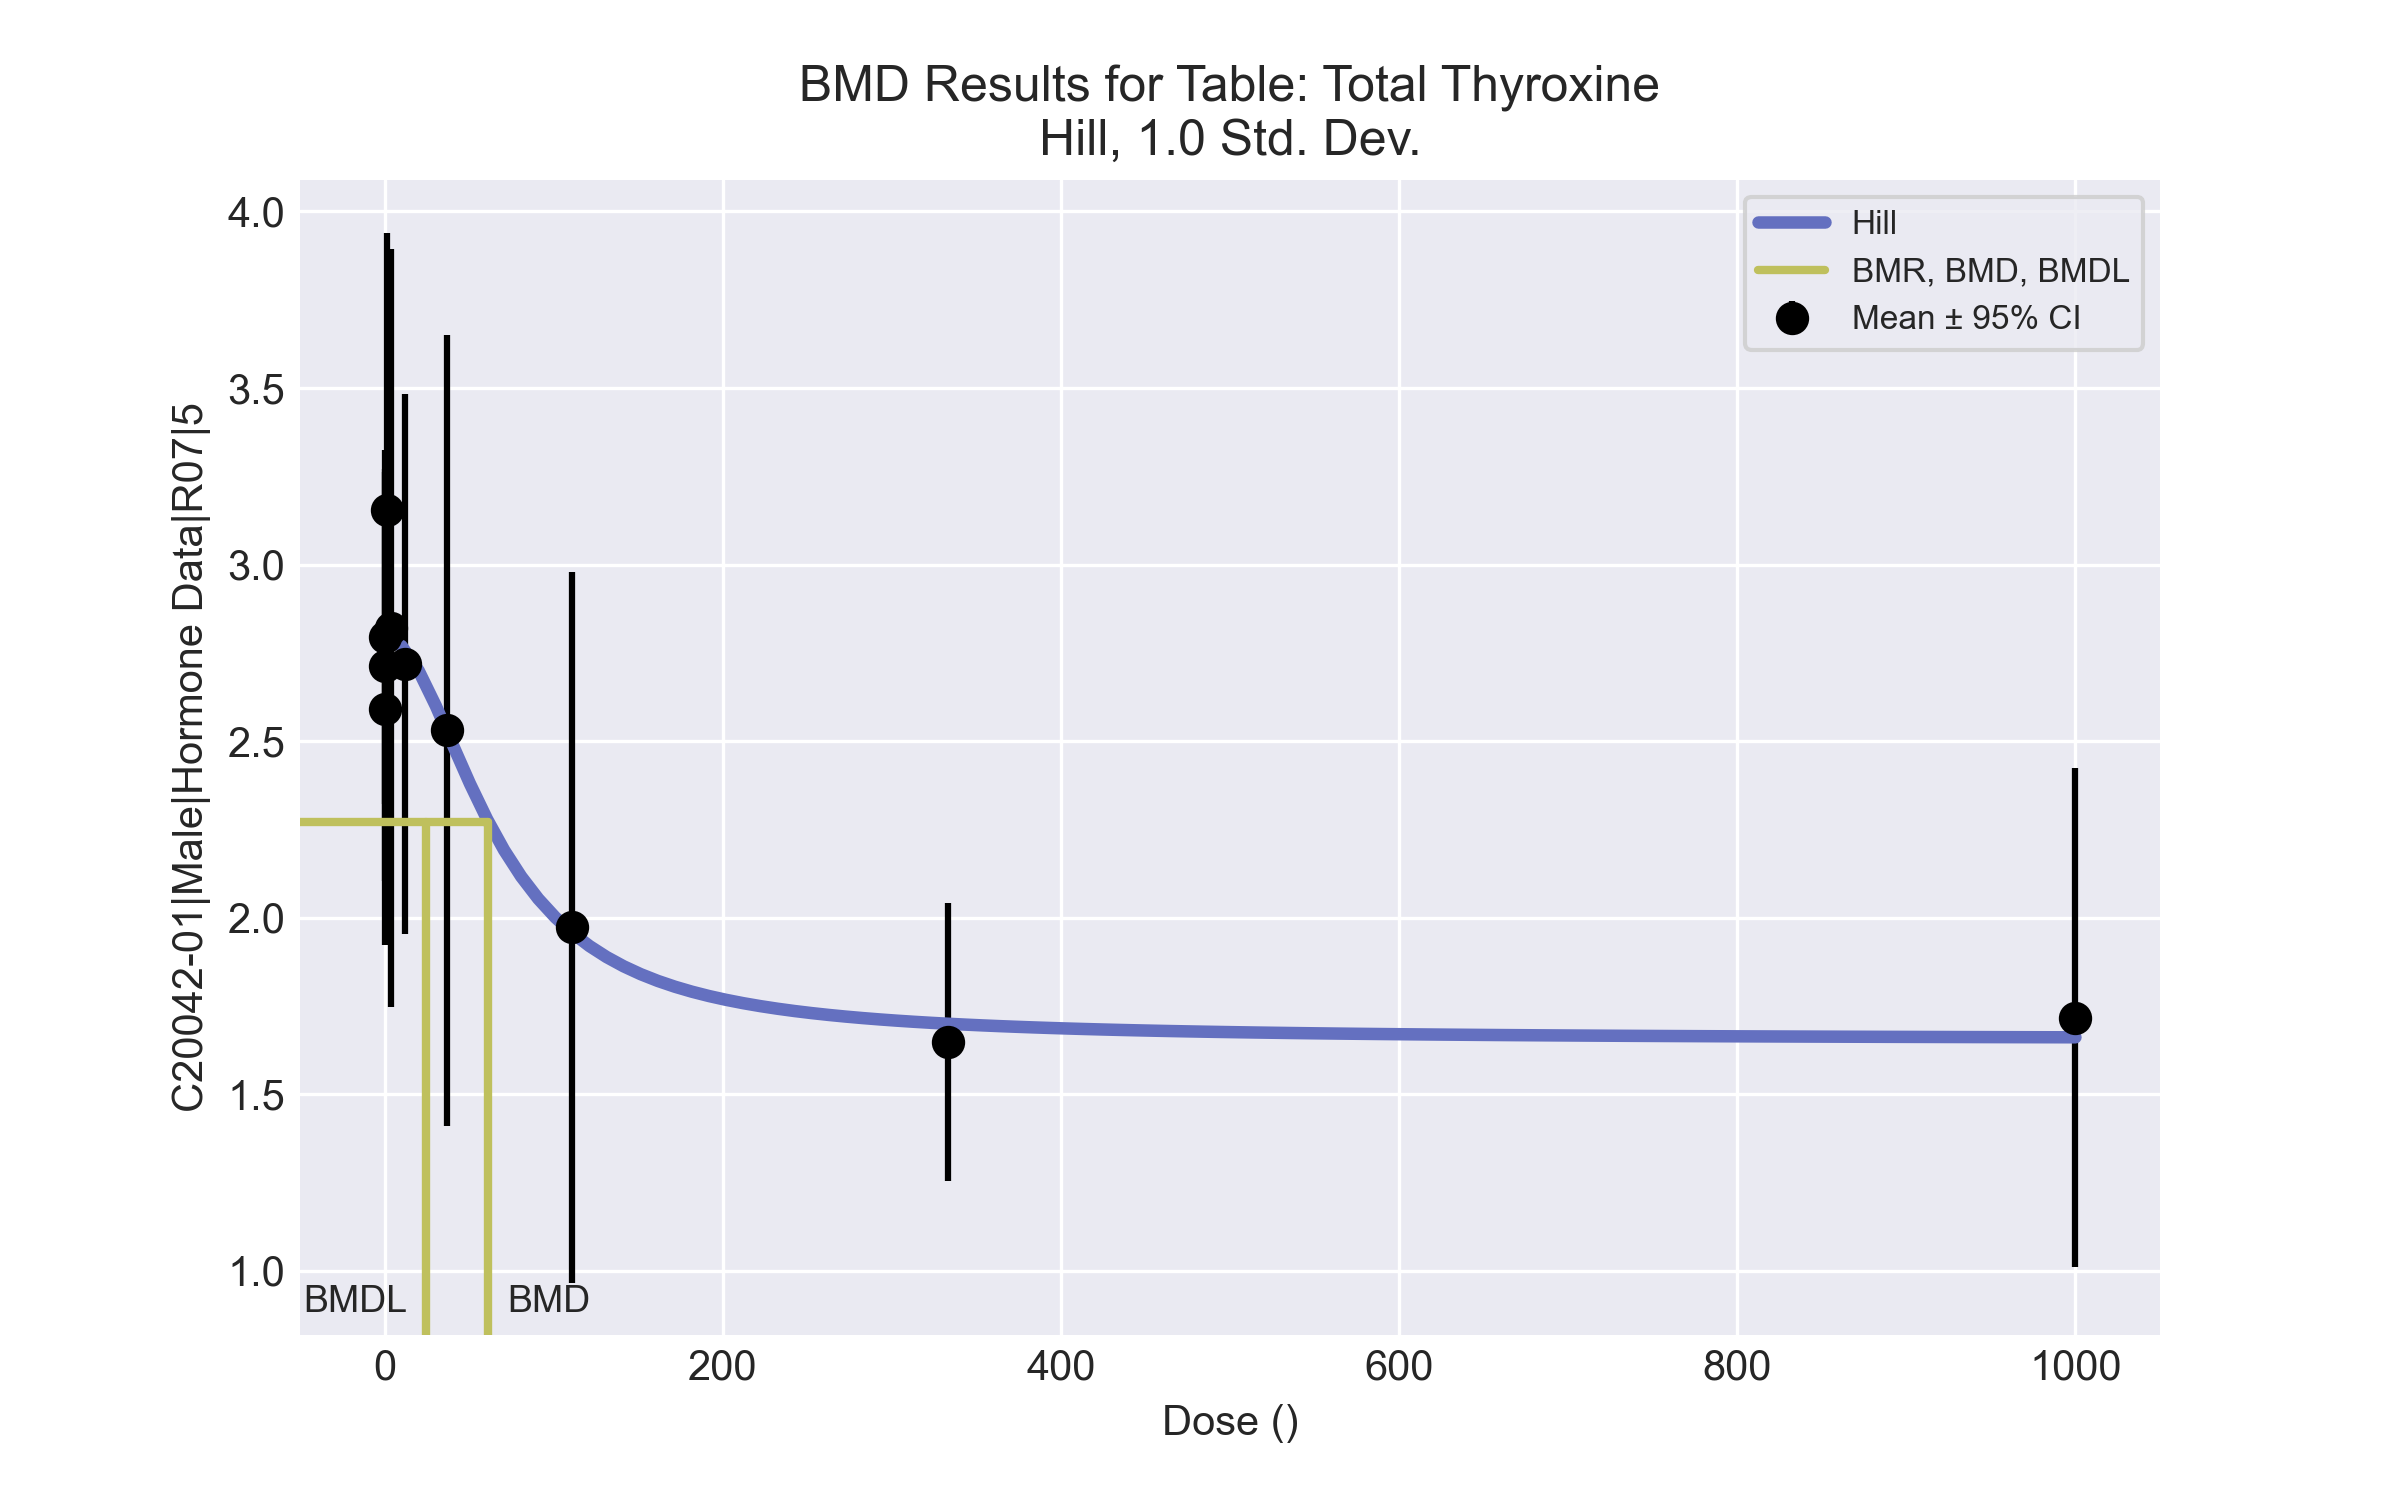 BMD Results for Table: Total Thyroxine
Hill, 1.0 Std. Dev.
Hill
BMR, BMD, BMDL
Mean ± 95% CI
C20042-01|Male|Hormone Data|R07|5
4.0
3.5
3.0
2.5
2.0
1.5
1.0
BMDL
BMD
0
200
400
600
800
1000
Dose ()